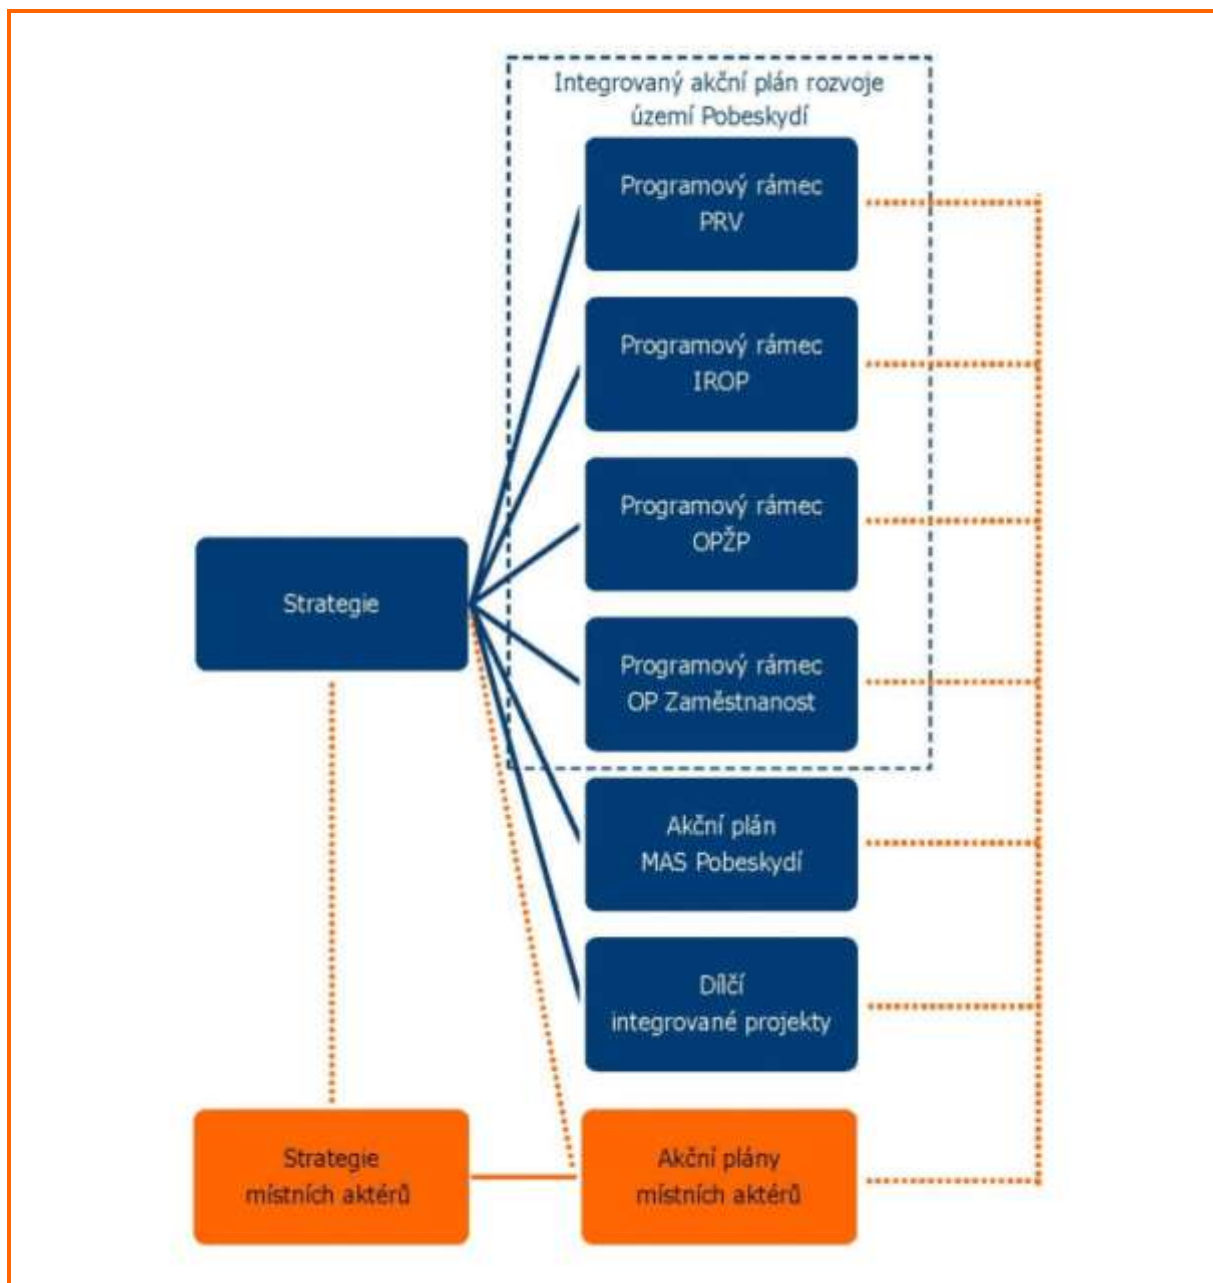 Integrovaný akční plán rozvoje
území Pobeskydí
Programový rámec
PRV
Programový rámec
IROP
Programový rámec
OPŽP
Strategie
Programový rámec
OP Zaměstnanost
Akční plán
MAS Pobeskydí
Dílčí
integrované projekty
Strategie
místních aktérů
Akční plány
místních aktérů